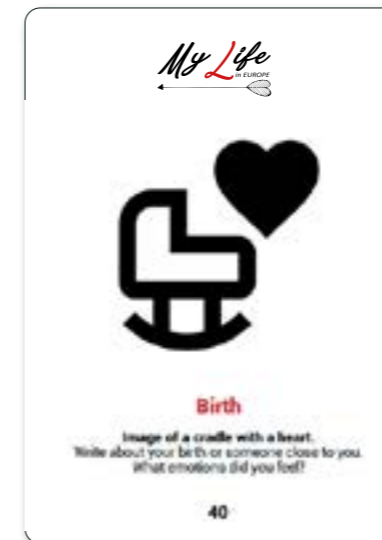 My Life
in EUROPE
Birth
Image of a cradle with a heart.
Write about your birth or someone close to you.
What emotions did you feel?
40